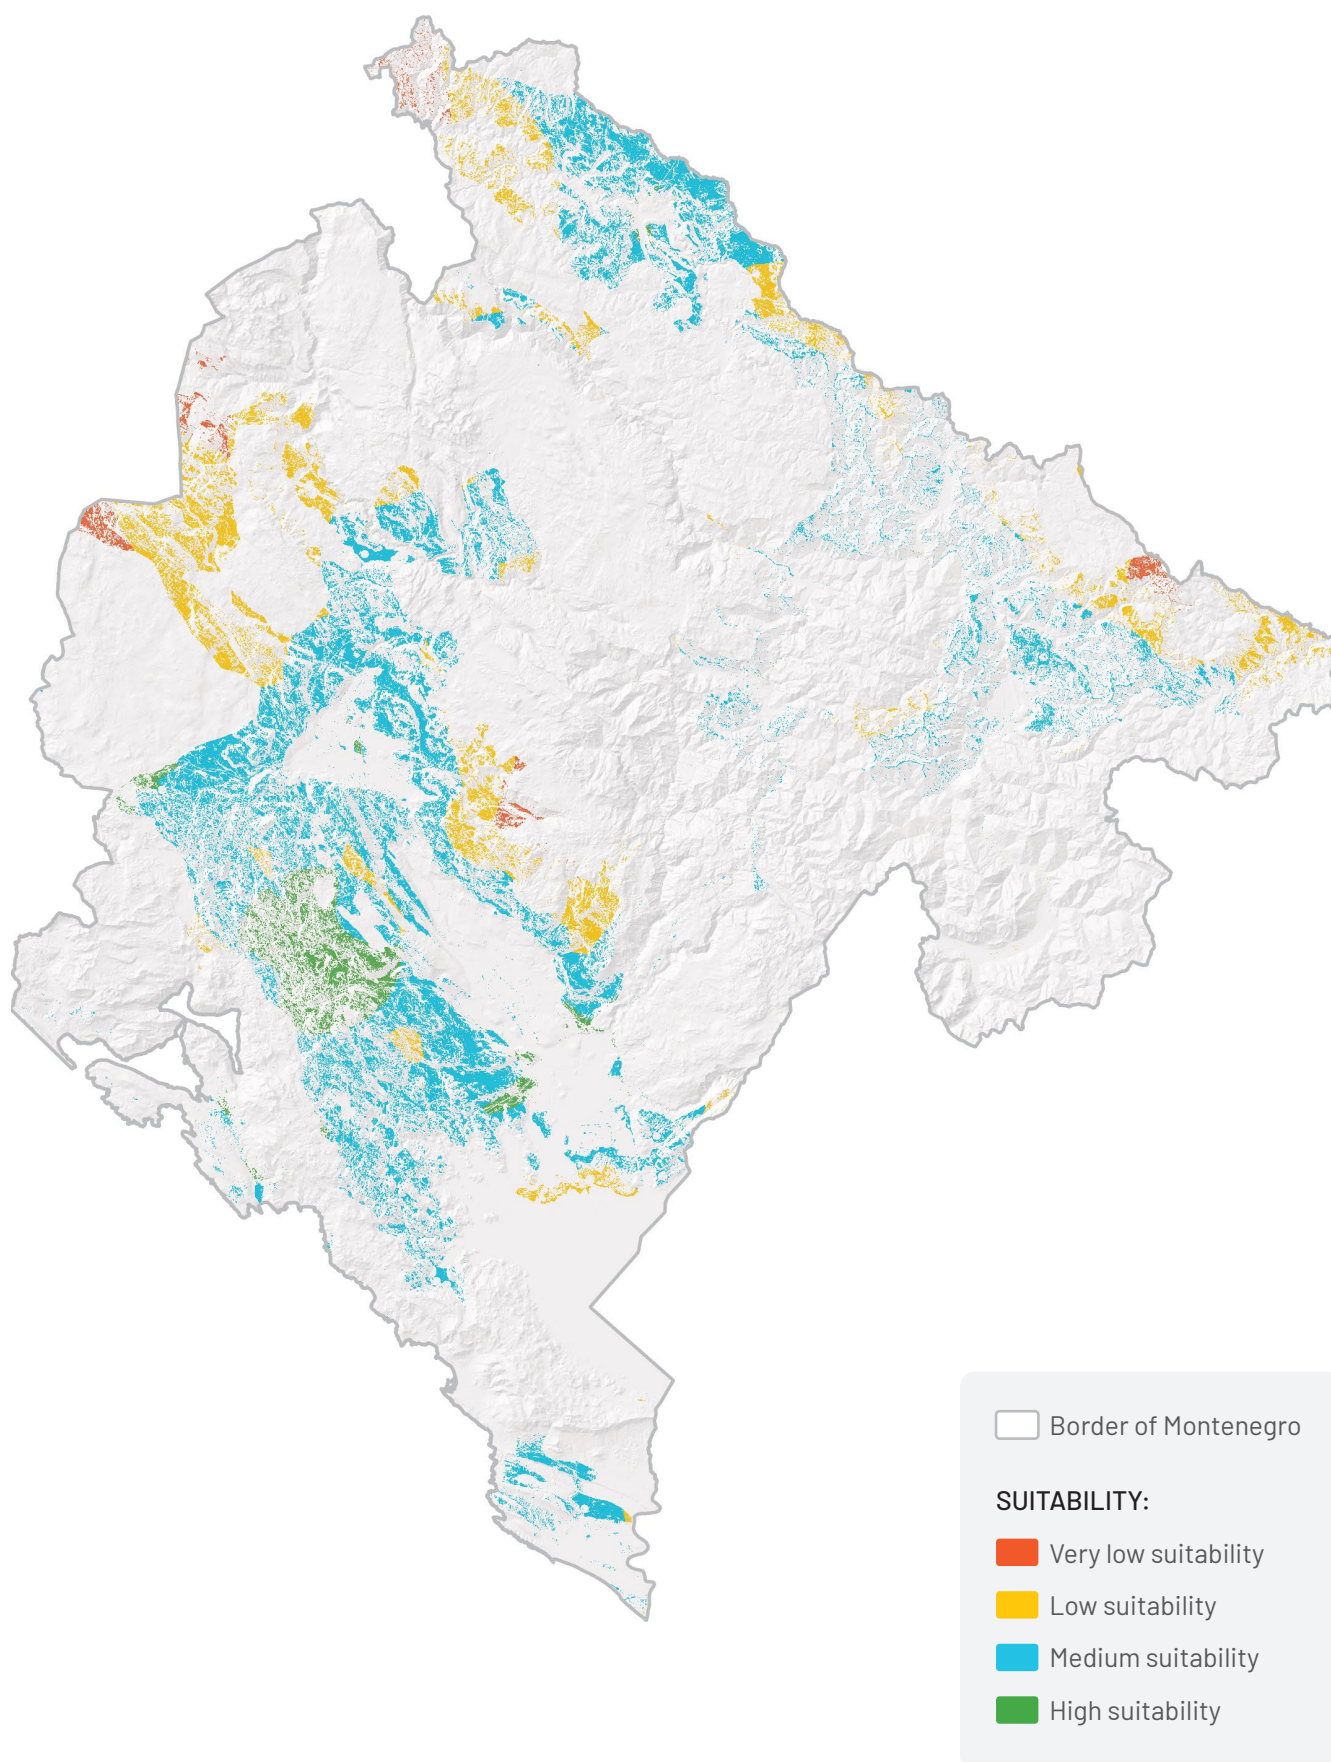 Border of Montenegro
SUITABILITY:
Very low suitability
Low suitability
Medium suitability
High suitability